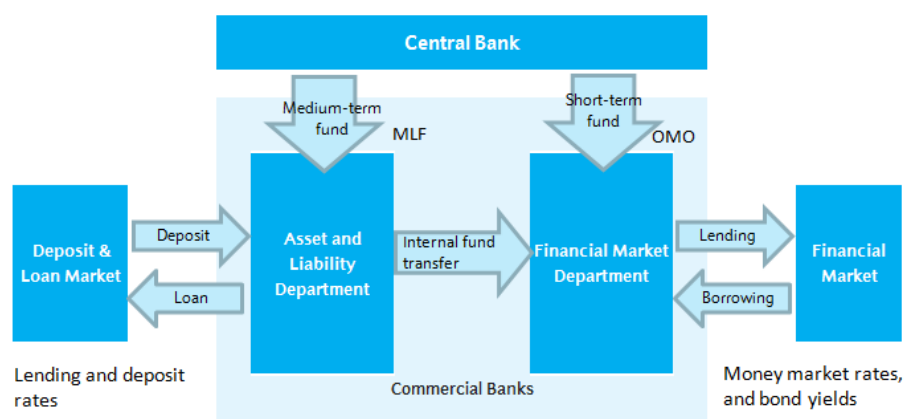 Central Bank
Medium-term
fund
MLF
Short-term
fund
OMO
Deposit &
Loan Market
Deposit
Loan
Asset and
Liability
Department
Internal fund
transfer
Financial Market
Department
Lending
Borrowing
Financial
Market
Lending and deposit
rates
Commercial Banks
Money market rates,
and bond yields